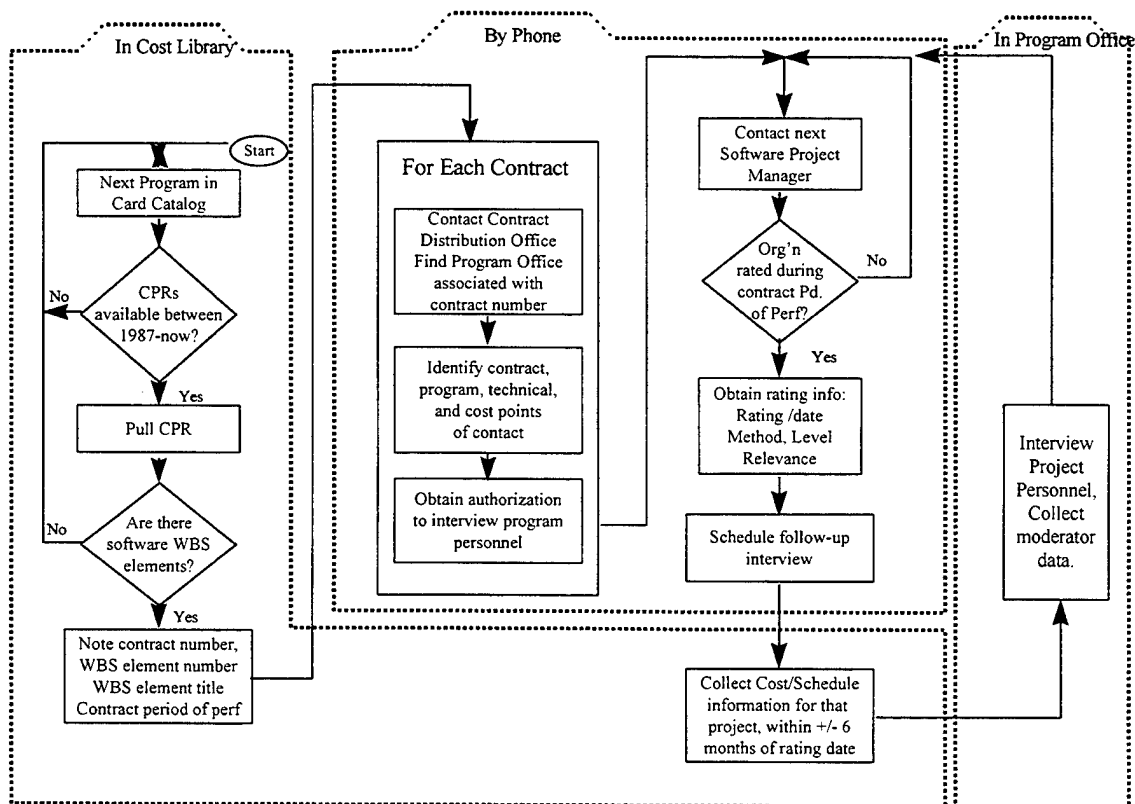 In Cost Library
By Phone
In Program Office
Start
Next Program in
Card Catalog
No
CPRs
available between
1987-now?
Yes
Pull CPR
No
Are there
software WBS
elements?
Yes
Note contract number,
WBS element number
WBS element title
Contract period of perf
For Each Contract
Contact Contract
Distribution Office
Find Program Office
associated with
contract number
Identify contract,
program, technical,
and cost points
of contact
Obtain authorization
to interview program
personnel
Contact next
Software Project
Manager
Org'n
rated during
contract Pd.
of Perf?
No
Yes
Obtain rating info:
Rating /date
Method, Level
Relevance
Schedule follow-up
interview
Collect Cost/Schedule
information for that
project, within +/- 6
months of rating date
Interview
Project
Personnel,
Collect
moderator
data.